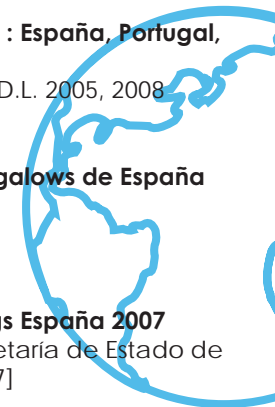 : España, Portugal,
D.L. 2005, 2008
galows de España
s España 2007
etaría de Estado de
7]